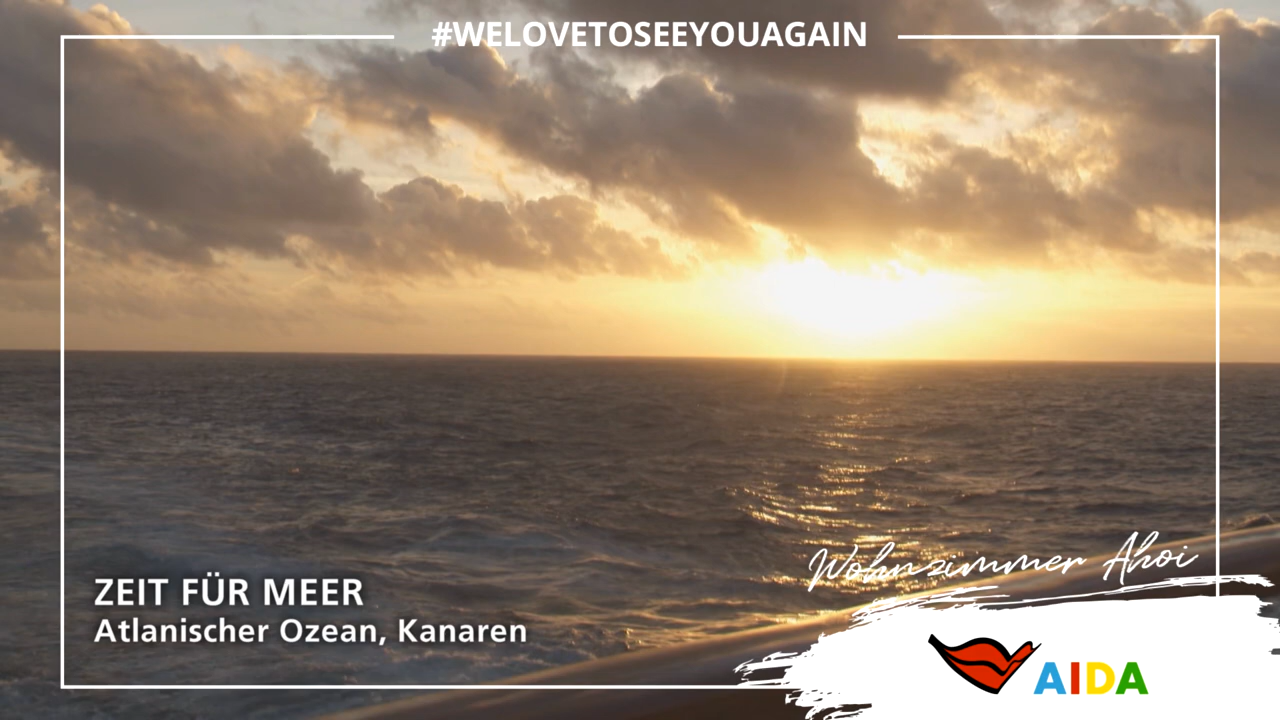 #WELOVETOSEEYOUAGAIN
ZEIT FÜR MEER
Atlanischer Ozean, Kanaren
Wohnzimmer Ahoi
AIDA